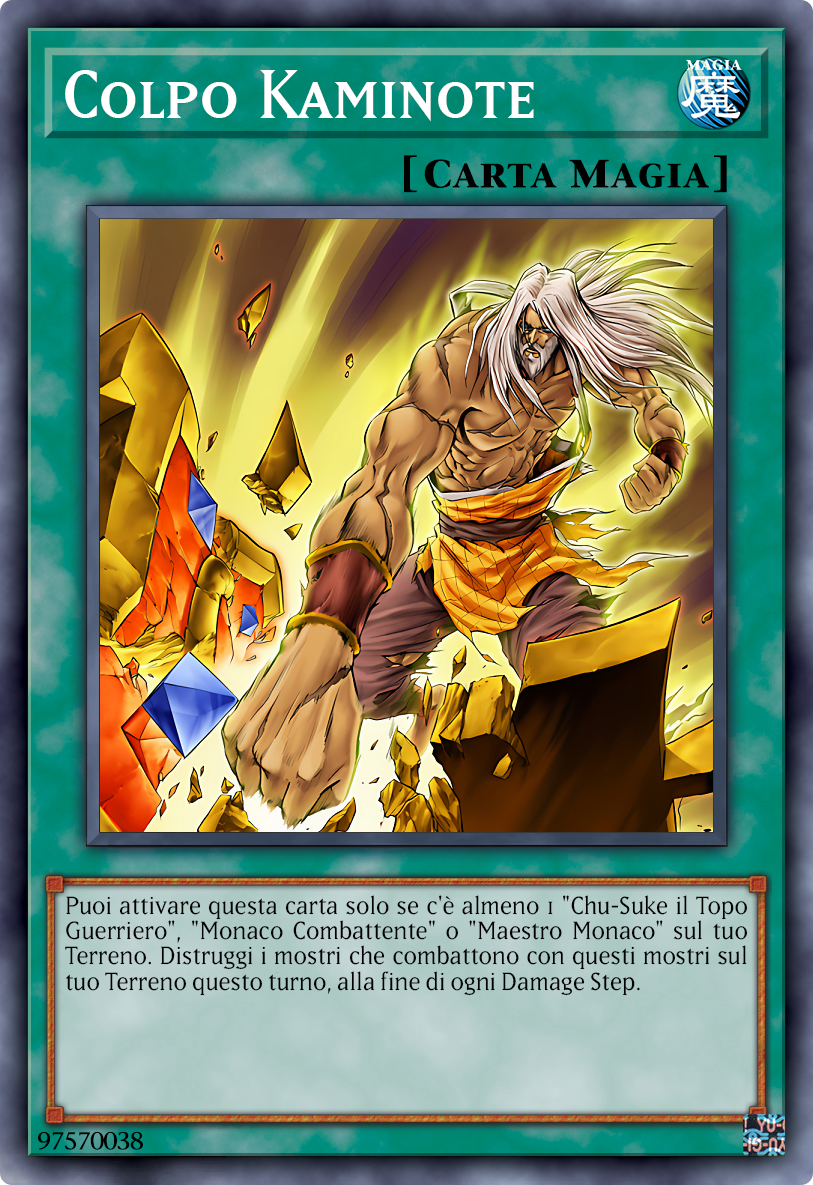 Colpo Kaminote
MAGIA
魔
[Carta Magia]
Puoi attivare questa carta solo se c'è almeno 1 "Chu-Suke il Topo
Guerriero", "Monaco Combattente" o "Maestro Monaco" sul tuo
Terreno. Distruggi i mostri che combattono con questi mostri sul
tuo Terreno questo turno, alla fine di ogni Damage Step.
97570038